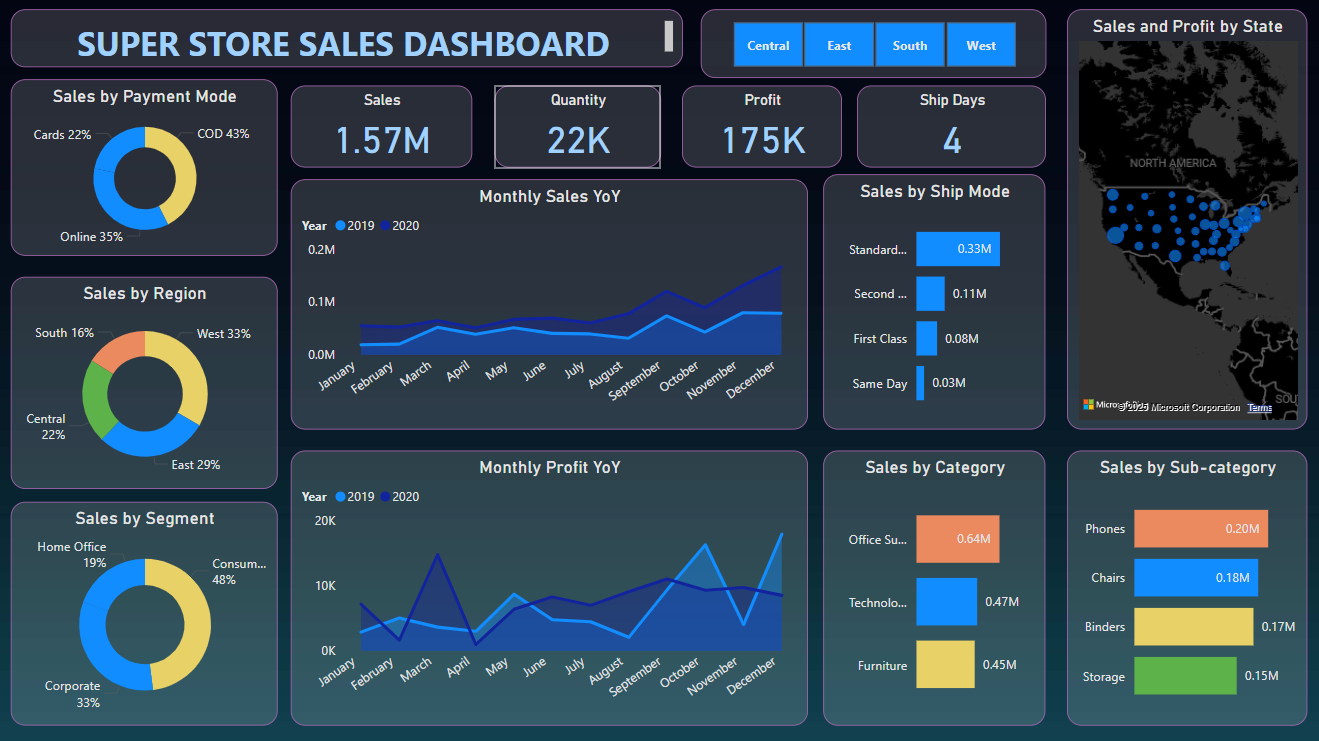 SUPER STORE SALES DASHBOARD
Central
East
South
West
Sales and Profit by State
NORTH AMERICA
© 2025 Microsoft Corporation
Terms
SOU
Sales by Payment Mode
Cards 22%
COD 43%
Online 35%
Sales
1.57M
Quantity
22K
Profit
175K
Ship Days
4
Monthly Sales YoY
Year 2019 2020
0.2M
0.1M
0.0M
January
February
March
April
May
June
July
August
September
October
November
December
Sales by Ship Mode
Standard... 0.33M
Second ... 0.11M
First Class 0.08M
Same Day 0.03M
Sales by Region
South 16%
West 33%
Central
22%
East 29%
Sales by Segment
Home Office
19%
Consum...
48%
Corporate
33%
Monthly Profit YoY
Year 2019 2020
20K
10K
0K
January
February
March
April
May
June
July
August
September
October
November
December
Sales by Category
Office Su... 0.64M
Technolo... 0.47M
Furniture 0.45M
Sales by Sub-category
Phones 0.20M
Chairs 0.18M
Binders 0.17M
Storage 0.15M